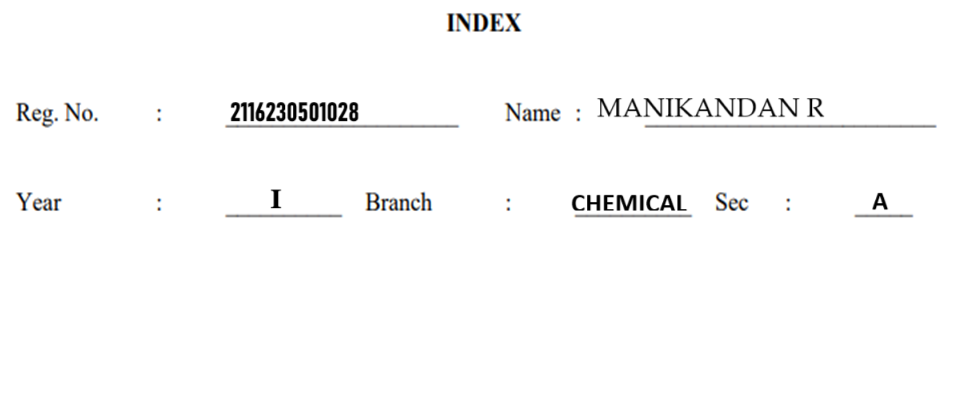 INDEX
Reg. No. : 2116230501028 Name : MANIKANDAN R
Year : I Branch : CHEMICAL Sec : A